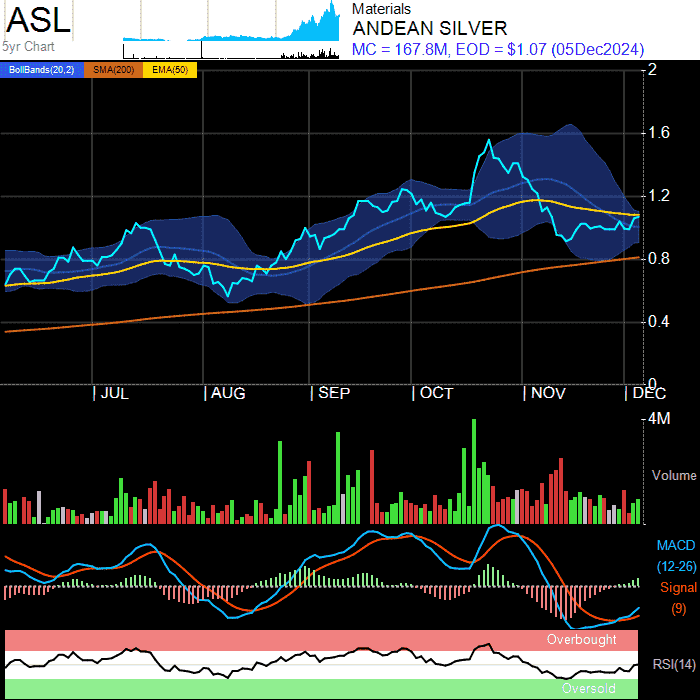 ASL
5yr Chart
Materials
ANDEAN SILVER
MC = 167.8M, EOD = $1.07 (05Dec2024)
BollBands(20,2) SMA(200) EMA(50)
2
1.6
1.2
0.8
0.4
0
JUL AUG SEP OCT NOV DEC
4M
Volume
MACD
(12-26)
Signal
(9)
Overbought
RSI(14)
Oversold